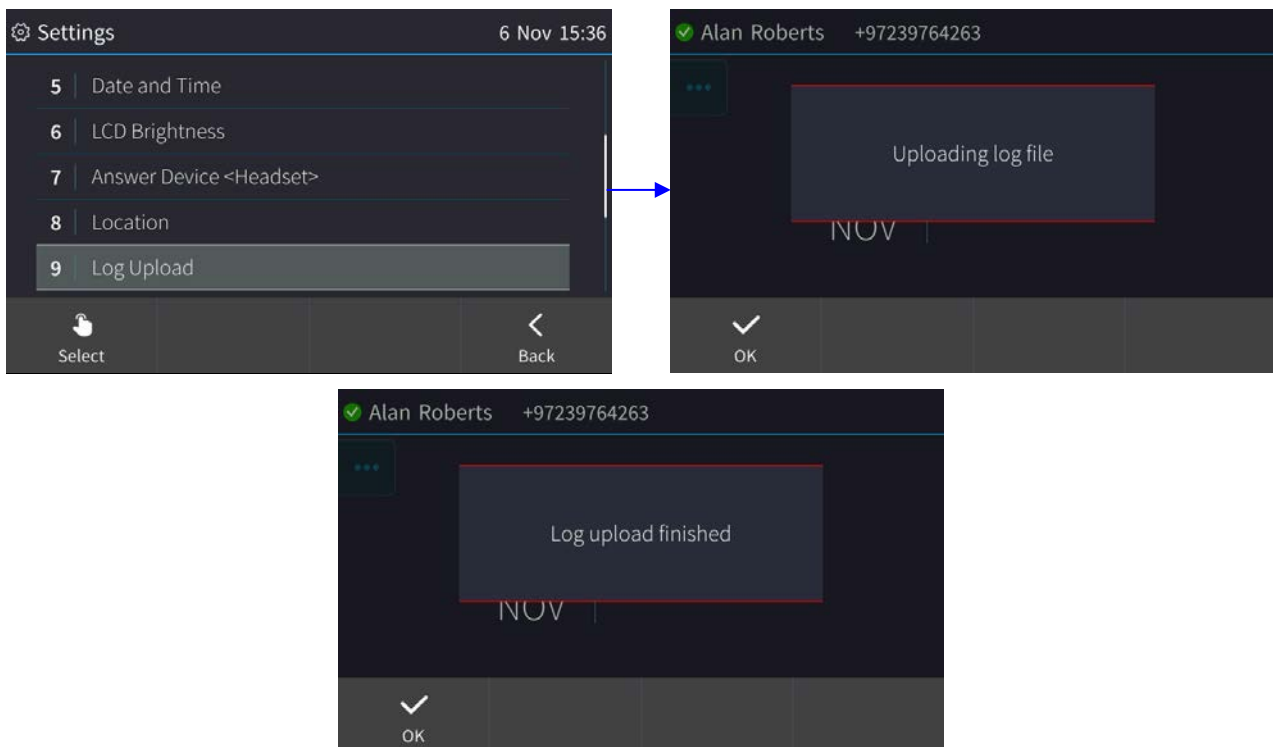 Settings 6 Nov 15:36
5 Date and Time
6 LCD Brightness
7 Answer Device <Headset>
8 Location
9 Log Upload
Select Back
Alan Roberts +97239764263
Uploading log file
NOV
OK
Alan Roberts +97239764263
Log upload finished
NOV
OK